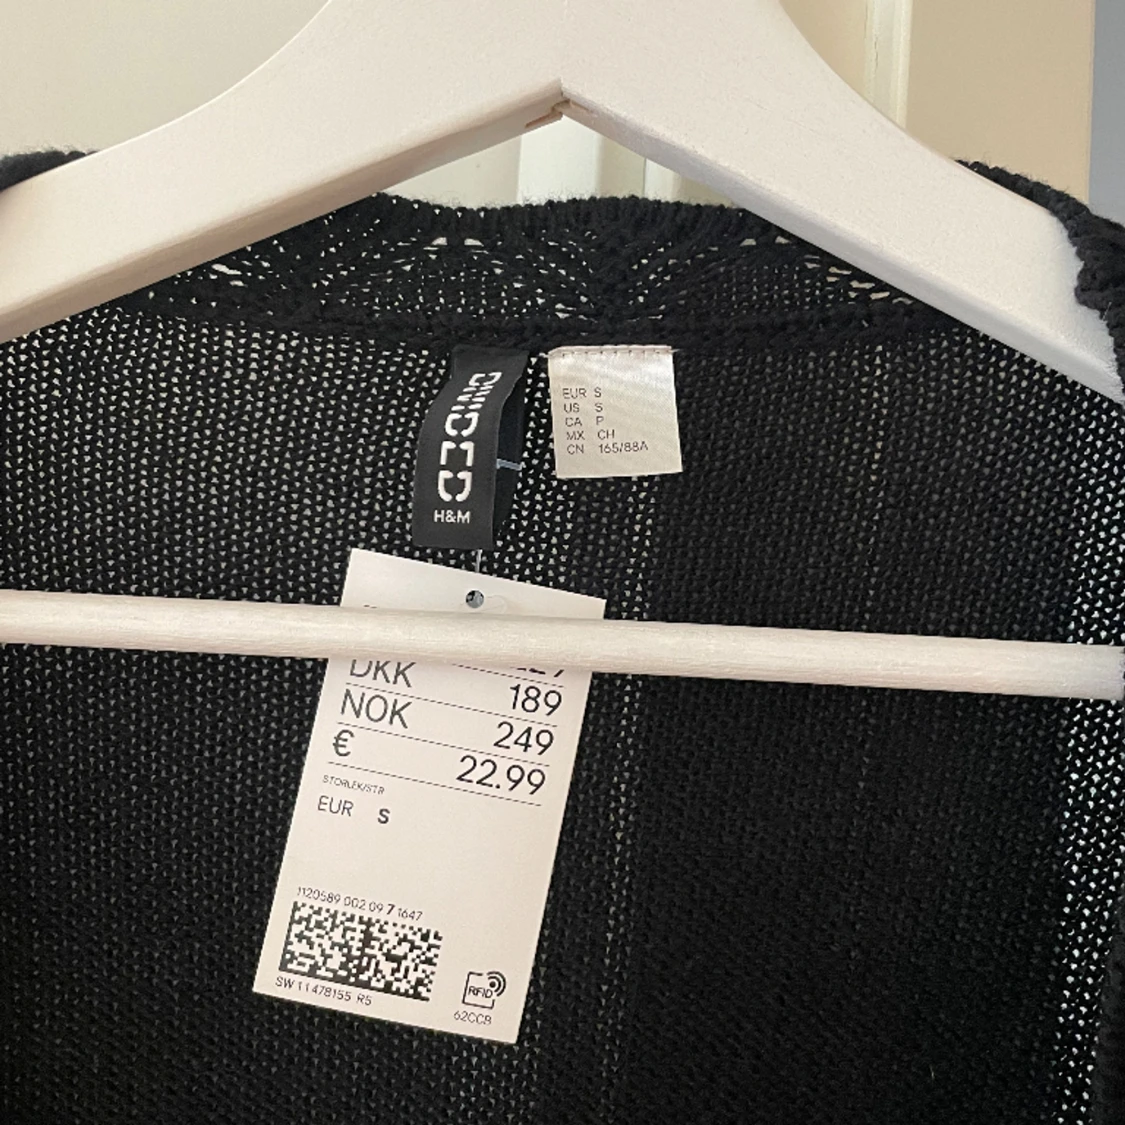 DIVIDED
H&M
EUR S
US S
CA P
MX CH
CN 165/88A
DKK 189
NOK 249
€ 22.99
STORLEK/STR
EUR S
1120589 002 09 7 1647
SW 11478155 R5
RFID
62CCB